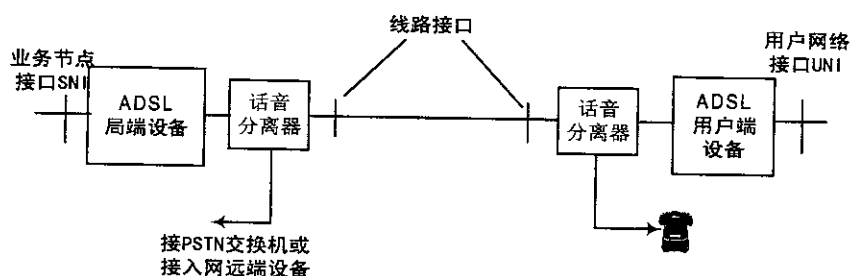 线路接口
业务节点
接口SNI
用户网络
接口UNI
ADSL
局端设备
话音
分离器
话音
分离器
ADSL
用户端
设备
接PSTN交换机或
接入网远端设备